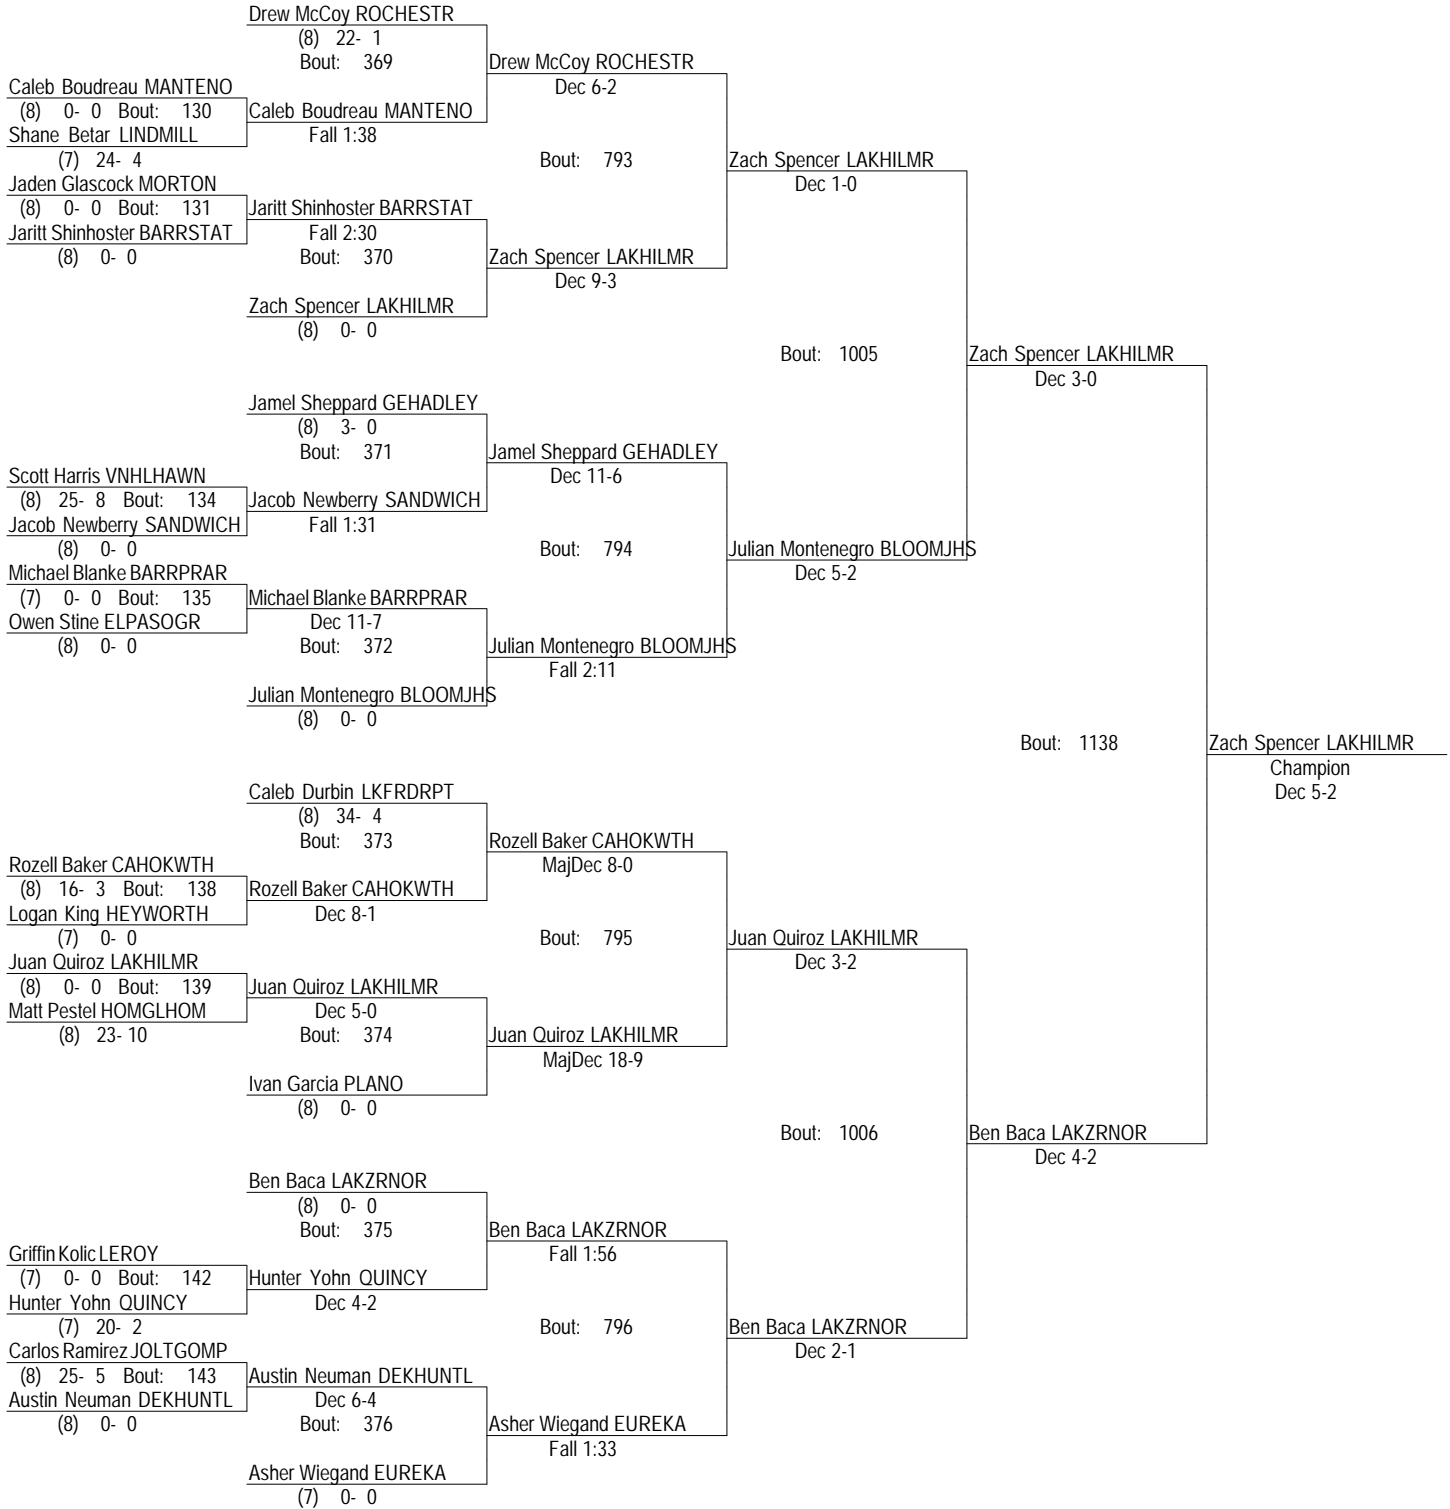 Drew McCoy ROCHESTR
(8) 22- 1
Bout: 369
Drew McCoy ROCHESTR
Dec 6-2
Caleb Boudreau MANTENO
(8) 0- 0 Bout: 130
Caleb Boudreau MANTENO
Shane Betar LINDMILL
Fall 1:38
(7) 24- 4
Bout: 793
Zach Spencer LAKHILMR
Jaden Glascock MORTON
Dec 1-0
(8) 0- 0 Bout: 131
Jaritt Shinhoster BARRSTAT
Jaritt Shinhoster BARRSTAT
Fall 2:30
(8) 0- 0
Bout: 370
Zach Spencer LAKHILMR
Dec 9-3
Zach Spencer LAKHILMR
(8) 0- 0
Bout: 1005
Zach Spencer LAKHILMR
Dec 3-0
Jamel Sheppard GEHADLEY
(8) 3- 0
Bout: 371
Jamel Sheppard GEHADLEY
Dec 11-6
Scott Harris VNHLHAWN
(8) 25- 8 Bout: 134
Jacob Newberry SANDWICH
Jacob Newberry SANDWICH
Fall 1:31
(8) 0- 0
Bout: 794
Julian Montenegro BLOOMJHS
Michael Blanke BARRPRAR
Dec 5-2
(7) 0- 0 Bout: 135
Michael Blanke BARRPRAR
Owen Stine ELPASOGR
Dec 11-7
(8) 0- 0
Bout: 372
Julian Montenegro BLOOMJHS
Fall 2:11
Julian Montenegro BLOOMJHS
(8) 0- 0
Bout: 1138
Zach Spencer LAKHILMR
Champion
Dec 5-2
Caleb Durbin LKFRDRPT
(8) 34- 4
Bout: 373
Rozell Baker CAHOKWTH
MajDec 8-0
Rozell Baker CAHOKWTH
(8) 16- 3 Bout: 138
Rozell Baker CAHOKWTH
Logan King HEYWORTH
Dec 8-1
(7) 0- 0
Bout: 795
Juan Quiroz LAKHILMR
Juan Quiroz LAKHILMR
Dec 3-2
(8) 0- 0 Bout: 139
Juan Quiroz LAKHILMR
Matt Pestel HOMGLHOM
Dec 5-0
(8) 23- 10
Bout: 374
Juan Quiroz LAKHILMR
MajDec 18-9
Ivan Garcia PLANO
(8) 0- 0
Bout: 1006
Ben Baca LAKZRNOR
Dec 4-2
Ben Baca LAKZRNOR
(8) 0- 0
Bout: 375
Ben Baca LAKZRNOR
Fall 1:56
Griffin Kolic LEROY
(7) 0- 0 Bout: 142
Hunter Yohn QUINCY
Hunter Yohn QUINCY
Dec 4-2
(7) 20- 2
Bout: 796
Ben Baca LAKZRNOR
Carlos Ramirez JOLTGOMP
Dec 2-1
(8) 25- 5 Bout: 143
Austin Neuman DEKHUNTL
Austin Neuman DEKHUNTL
Dec 6-4
(8) 0- 0
Bout: 376
Asher Wiegand EUREKA
Fall 1:33
Asher Wiegand EUREKA
(7) 0- 0